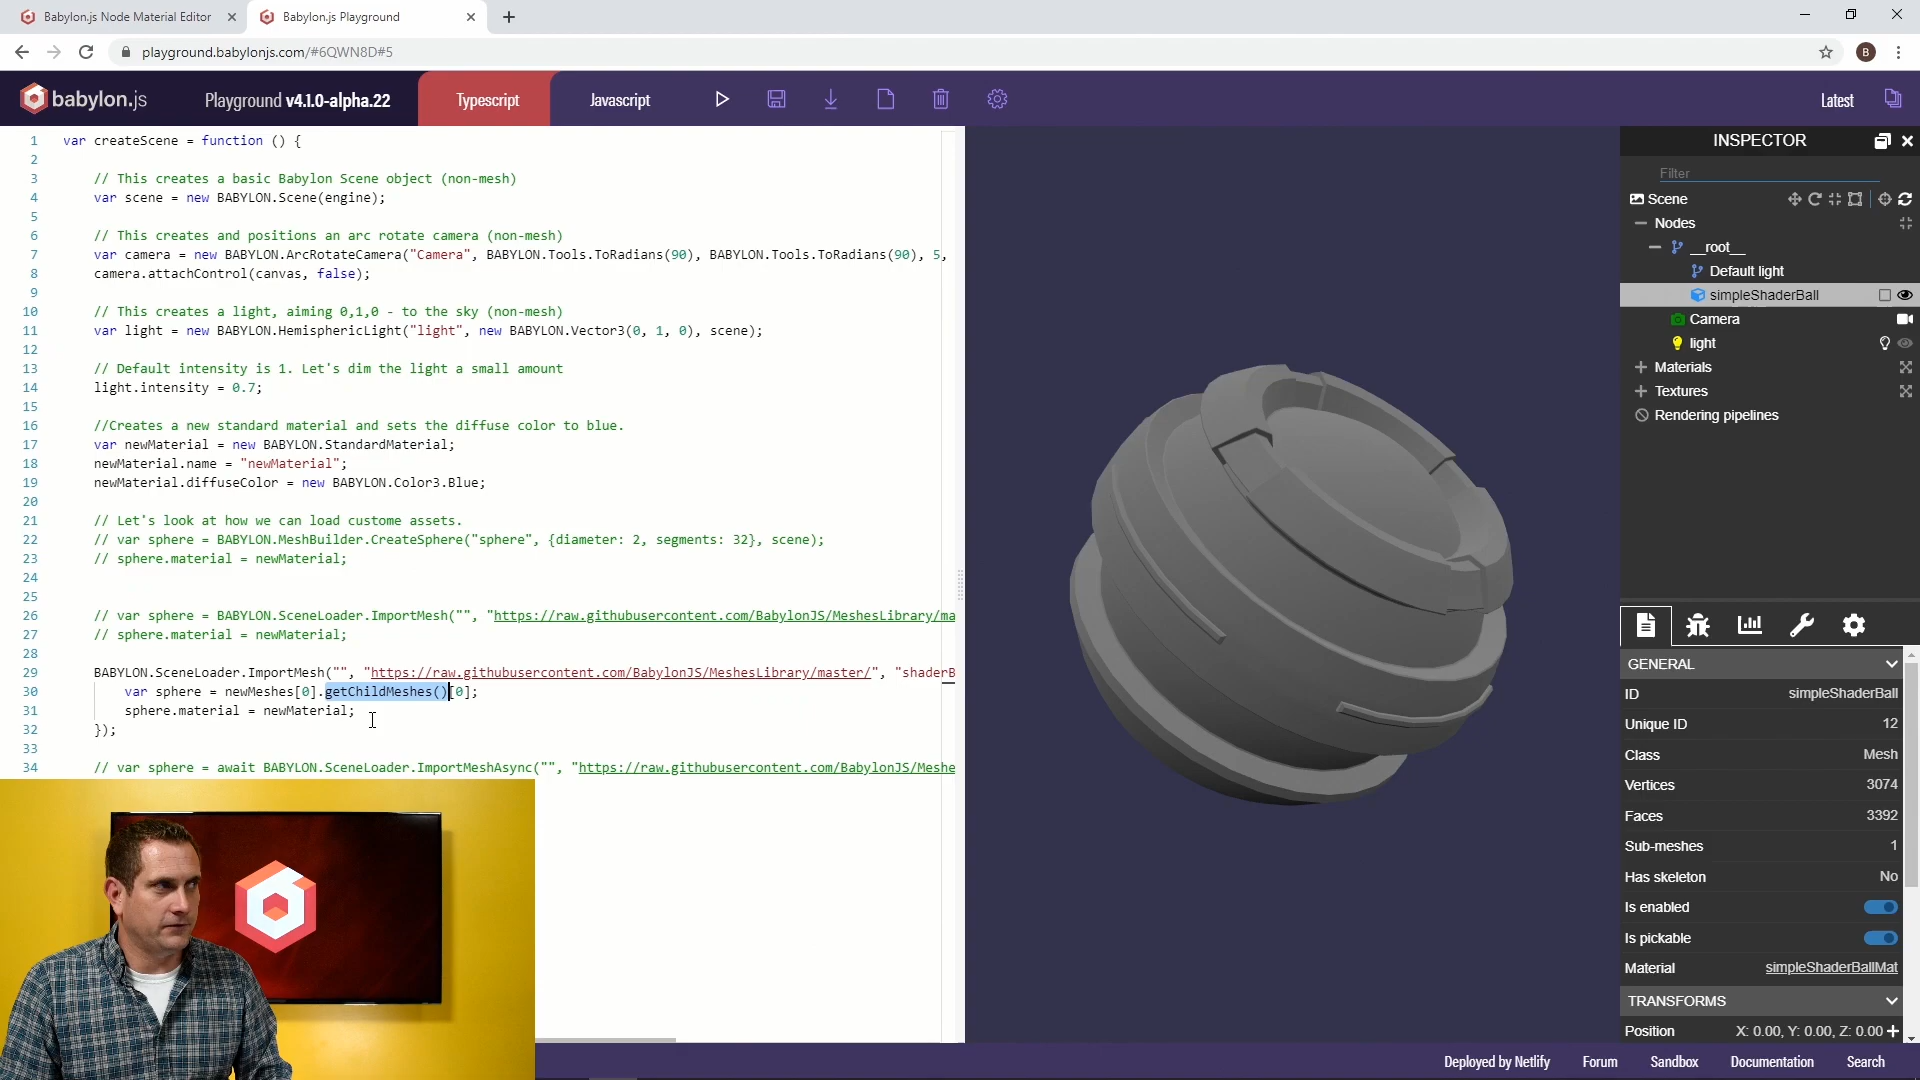 Babylon.js Node Material Editor
Babylon.js Playground
playground.babylonjs.com/#6QWN8D#5
B
babylon.js
Playground v4.1.0-alpha.22
Typescript
Javascript
Latest
1 var createScene = function () {
2
3 // This creates a basic Babylon Scene object (non-mesh)
4 var scene = new BABYLON.Scene(engine);
5
6 // This creates and positions an arc rotate camera (non-mesh)
7 var camera = new BABYLON.ArcRotateCamera("Camera", BABYLON.Tools.ToRadians(90), BABYLON.Tools.ToRadians(90), 5,
8 camera.attachControl(canvas, false);
9
10 // This creates a light, aiming 0,1,0 - to the sky (non-mesh)
11 var light = new BABYLON.HemisphericLight("light", new BABYLON.Vector3(0, 1, 0), scene);
12
13 // Default intensity is 1. Let's dim the light a small amount
14 light.intensity = 0.7;
15
16 //Creates a new standard material and sets the diffuse color to blue.
17 var newMaterial = new BABYLON.StandardMaterial;
18 newMaterial.name = "newMaterial";
19 newMaterial.diffuseColor = new BABYLON.Color3.Blue;
20
21 // Let's look at how we can load custome assets.
22 // var sphere = BABYLON.MeshBuilder.CreateSphere("sphere", {diameter: 2, segments: 32}, scene);
23 // sphere.material = newMaterial;
24
25
26 // var sphere = BABYLON.SceneLoader.ImportMesh("", "https://raw.githubusercontent.com/BabylonJS/MeshesLibrary/ma
27 // sphere.material = newMaterial;
28
29 BABYLON.SceneLoader.ImportMesh("", "https://raw.githubusercontent.com/BabylonJS/MeshesLibrary/master/", "shaderB
30 var sphere = newMeshes[0].getChildMeshes()[0];
31 sphere.material = newMaterial;
32 });
33
34 // var sphere = await BABYLON.SceneLoader.ImportMeshAsync("", "https://raw.githubusercontent.com/BabylonJS/Meshe
INSPECTOR
Filter
Scene
Nodes
__root__
Default light
simpleShaderBall
Camera
light
Materials
Textures
Rendering pipelines
GENERAL
ID simpleShaderBall
Unique ID 12
Class Mesh
Vertices 3074
Faces 3392
Sub-meshes 1
Has skeleton No
Is enabled
Is pickable
Material simpleShaderBallMat
TRANSFORMS
Position X: 0.00, Y: 0.00, Z: 0.00
Deployed by Netlify Forum Sandbox Documentation Search